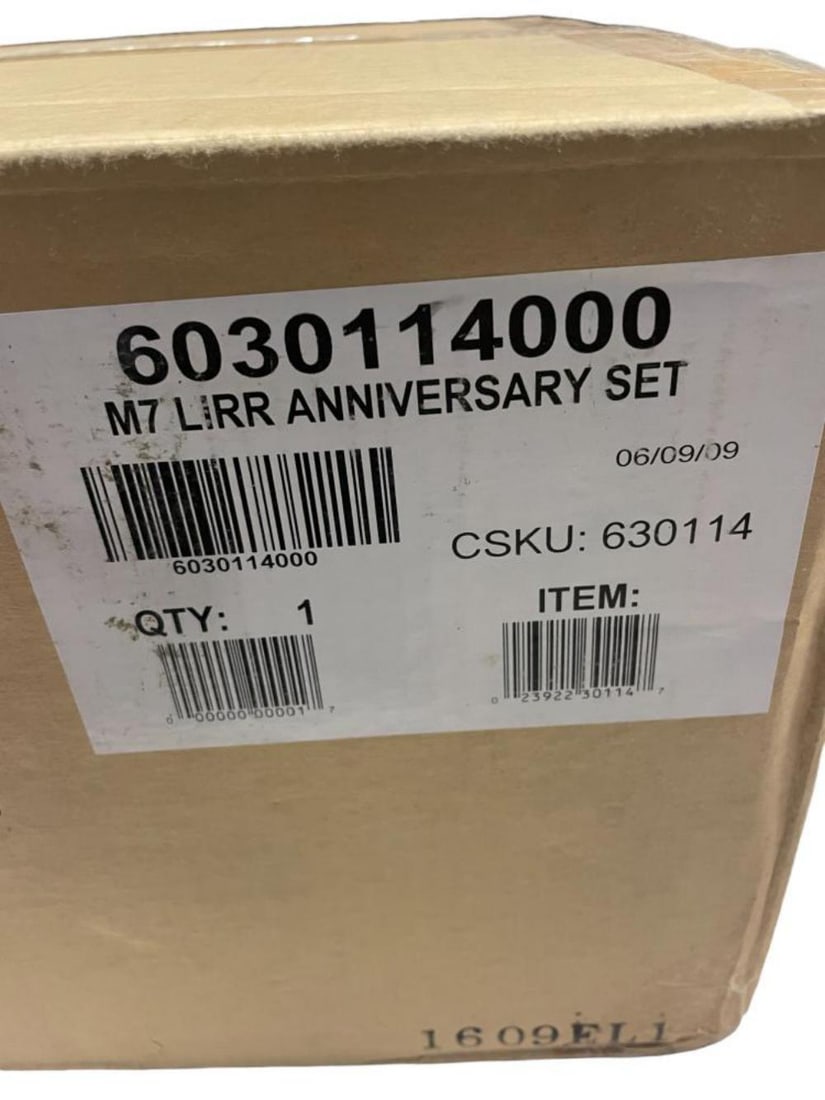 6030114000
M7 LIRR ANNIVERSARY SET
06/09/09
6030114000
CSKU: 630114
QTY: 1
ITEM:
0 00000 00001 7
0 23922 30114 7
1609EL1